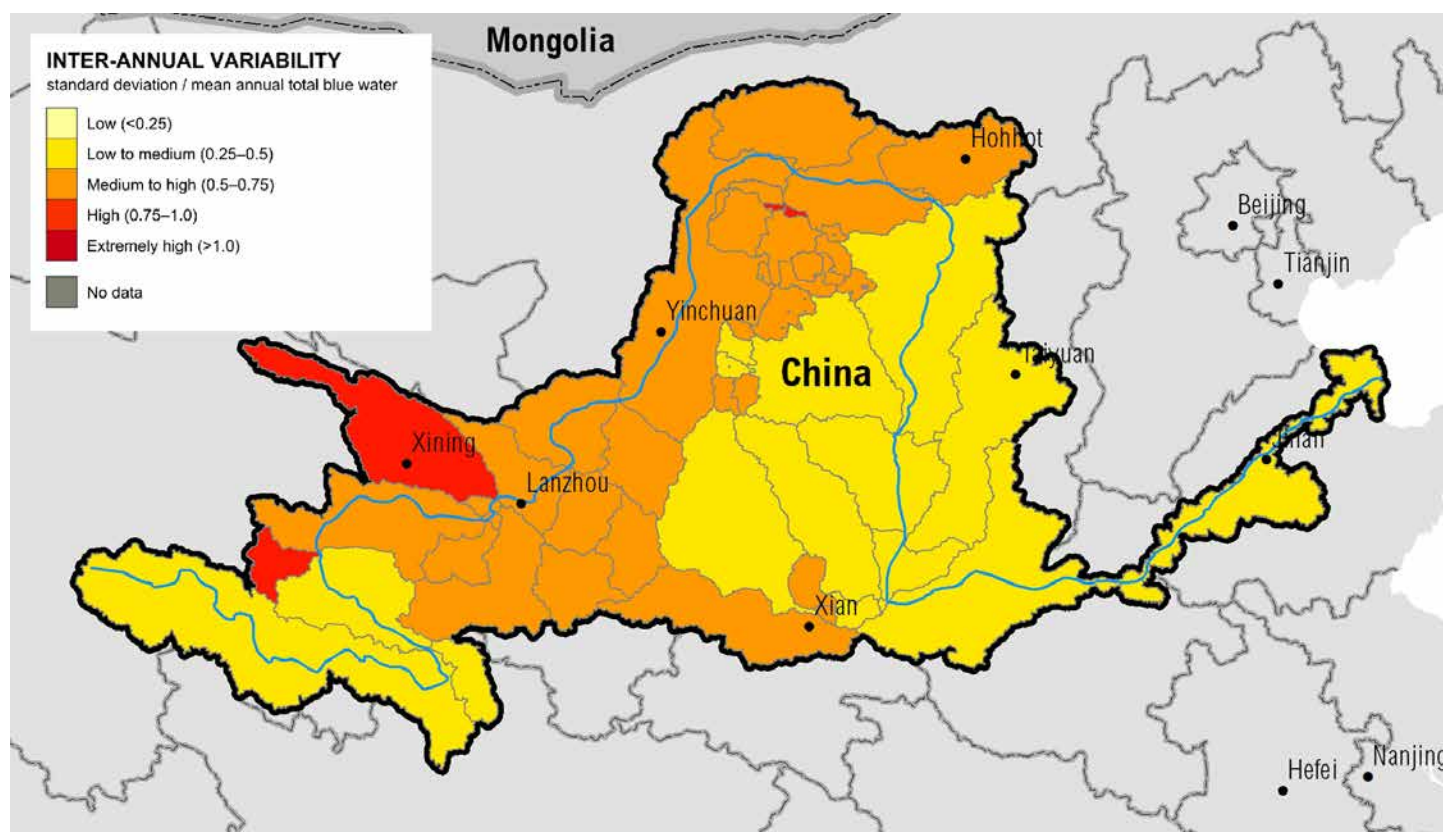 Mongolia
INTER-ANNUAL VARIABILITY
standard deviation / mean annual total blue water
Low (<0.25)
Low to medium (0.25–0.5)
Medium to high (0.5–0.75)
High (0.75–1.0)
Extremely high (>1.0)
No data
Hohhot
Beijing
Tianjin
Yinchuan
China
Taiyuan
Xining
Jinan
Lanzhou
Xian
Nanjing
Hefei